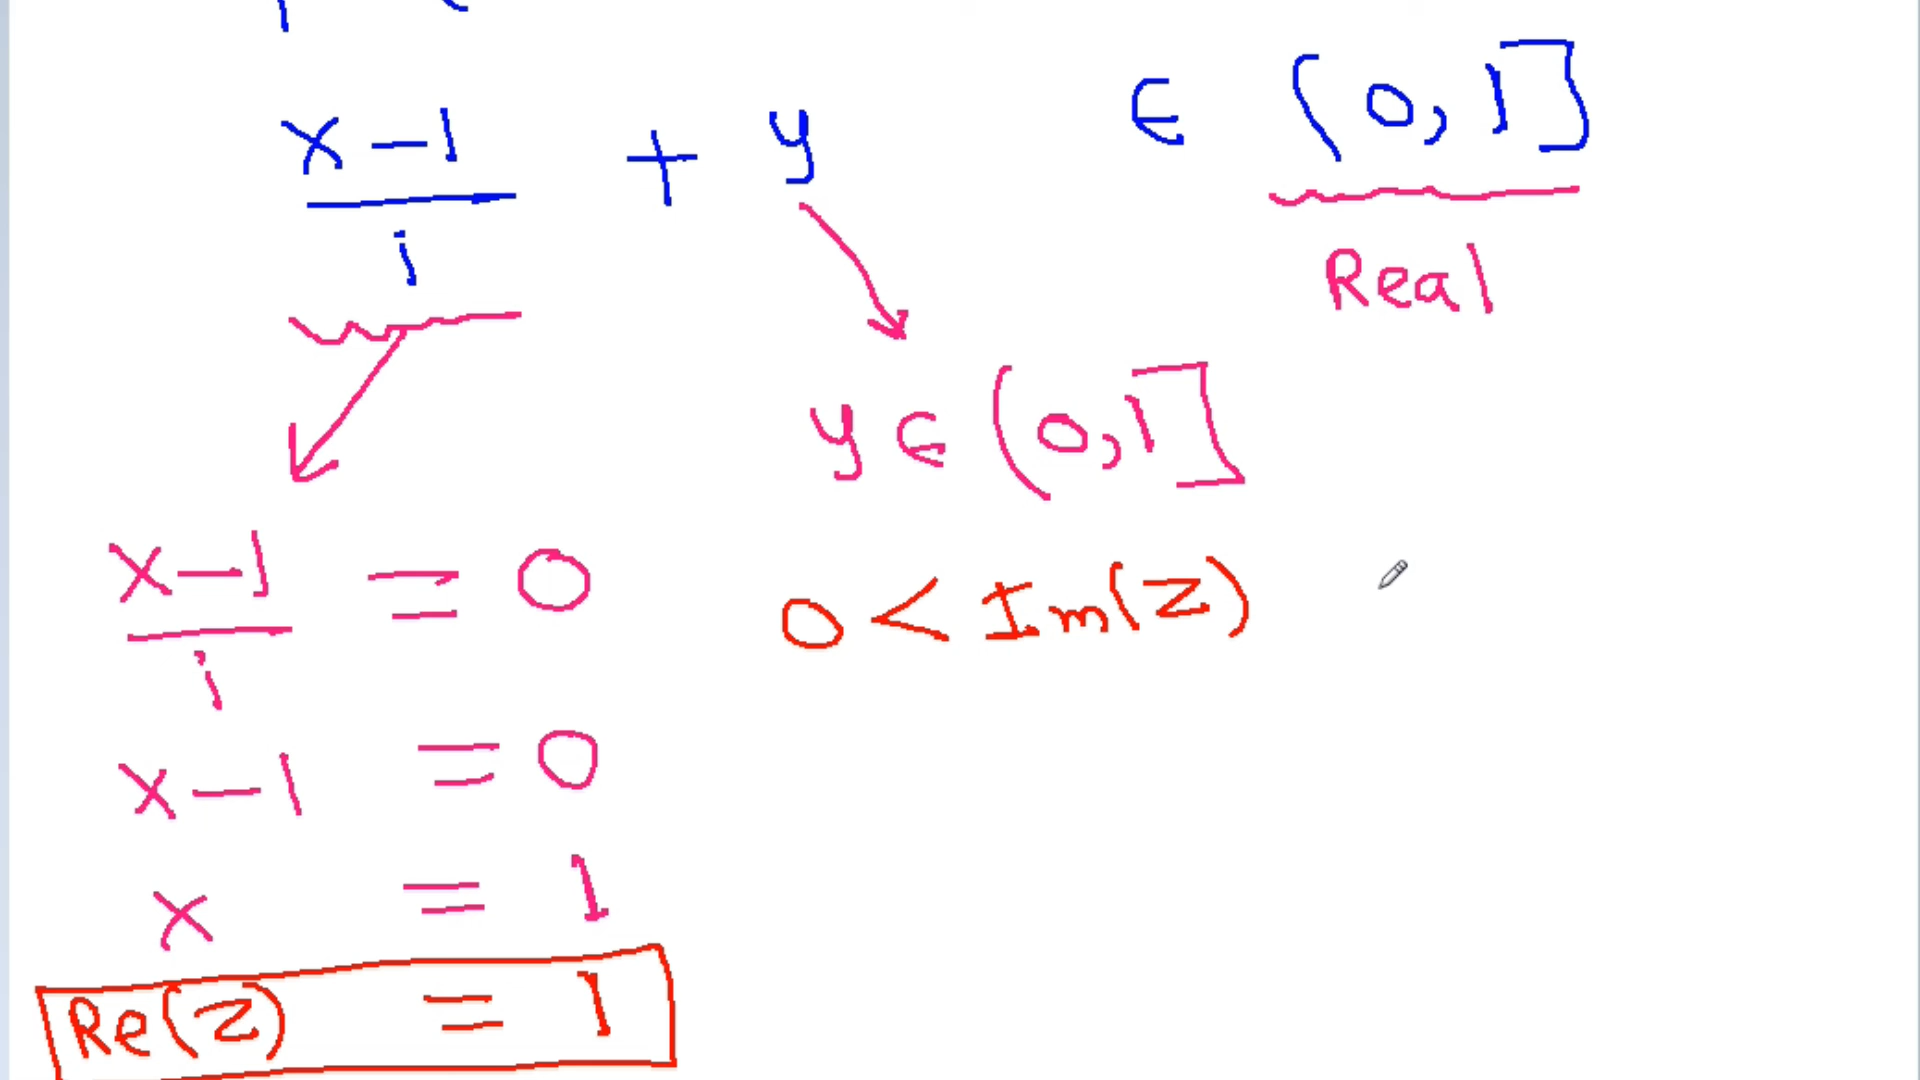 x-1/i + y ∈ (0,1]
Real
y ∈ (0,1]
x-1/i = 0
0 < Im(z)
x-1 = 0
x = 1
Re(z) = 1